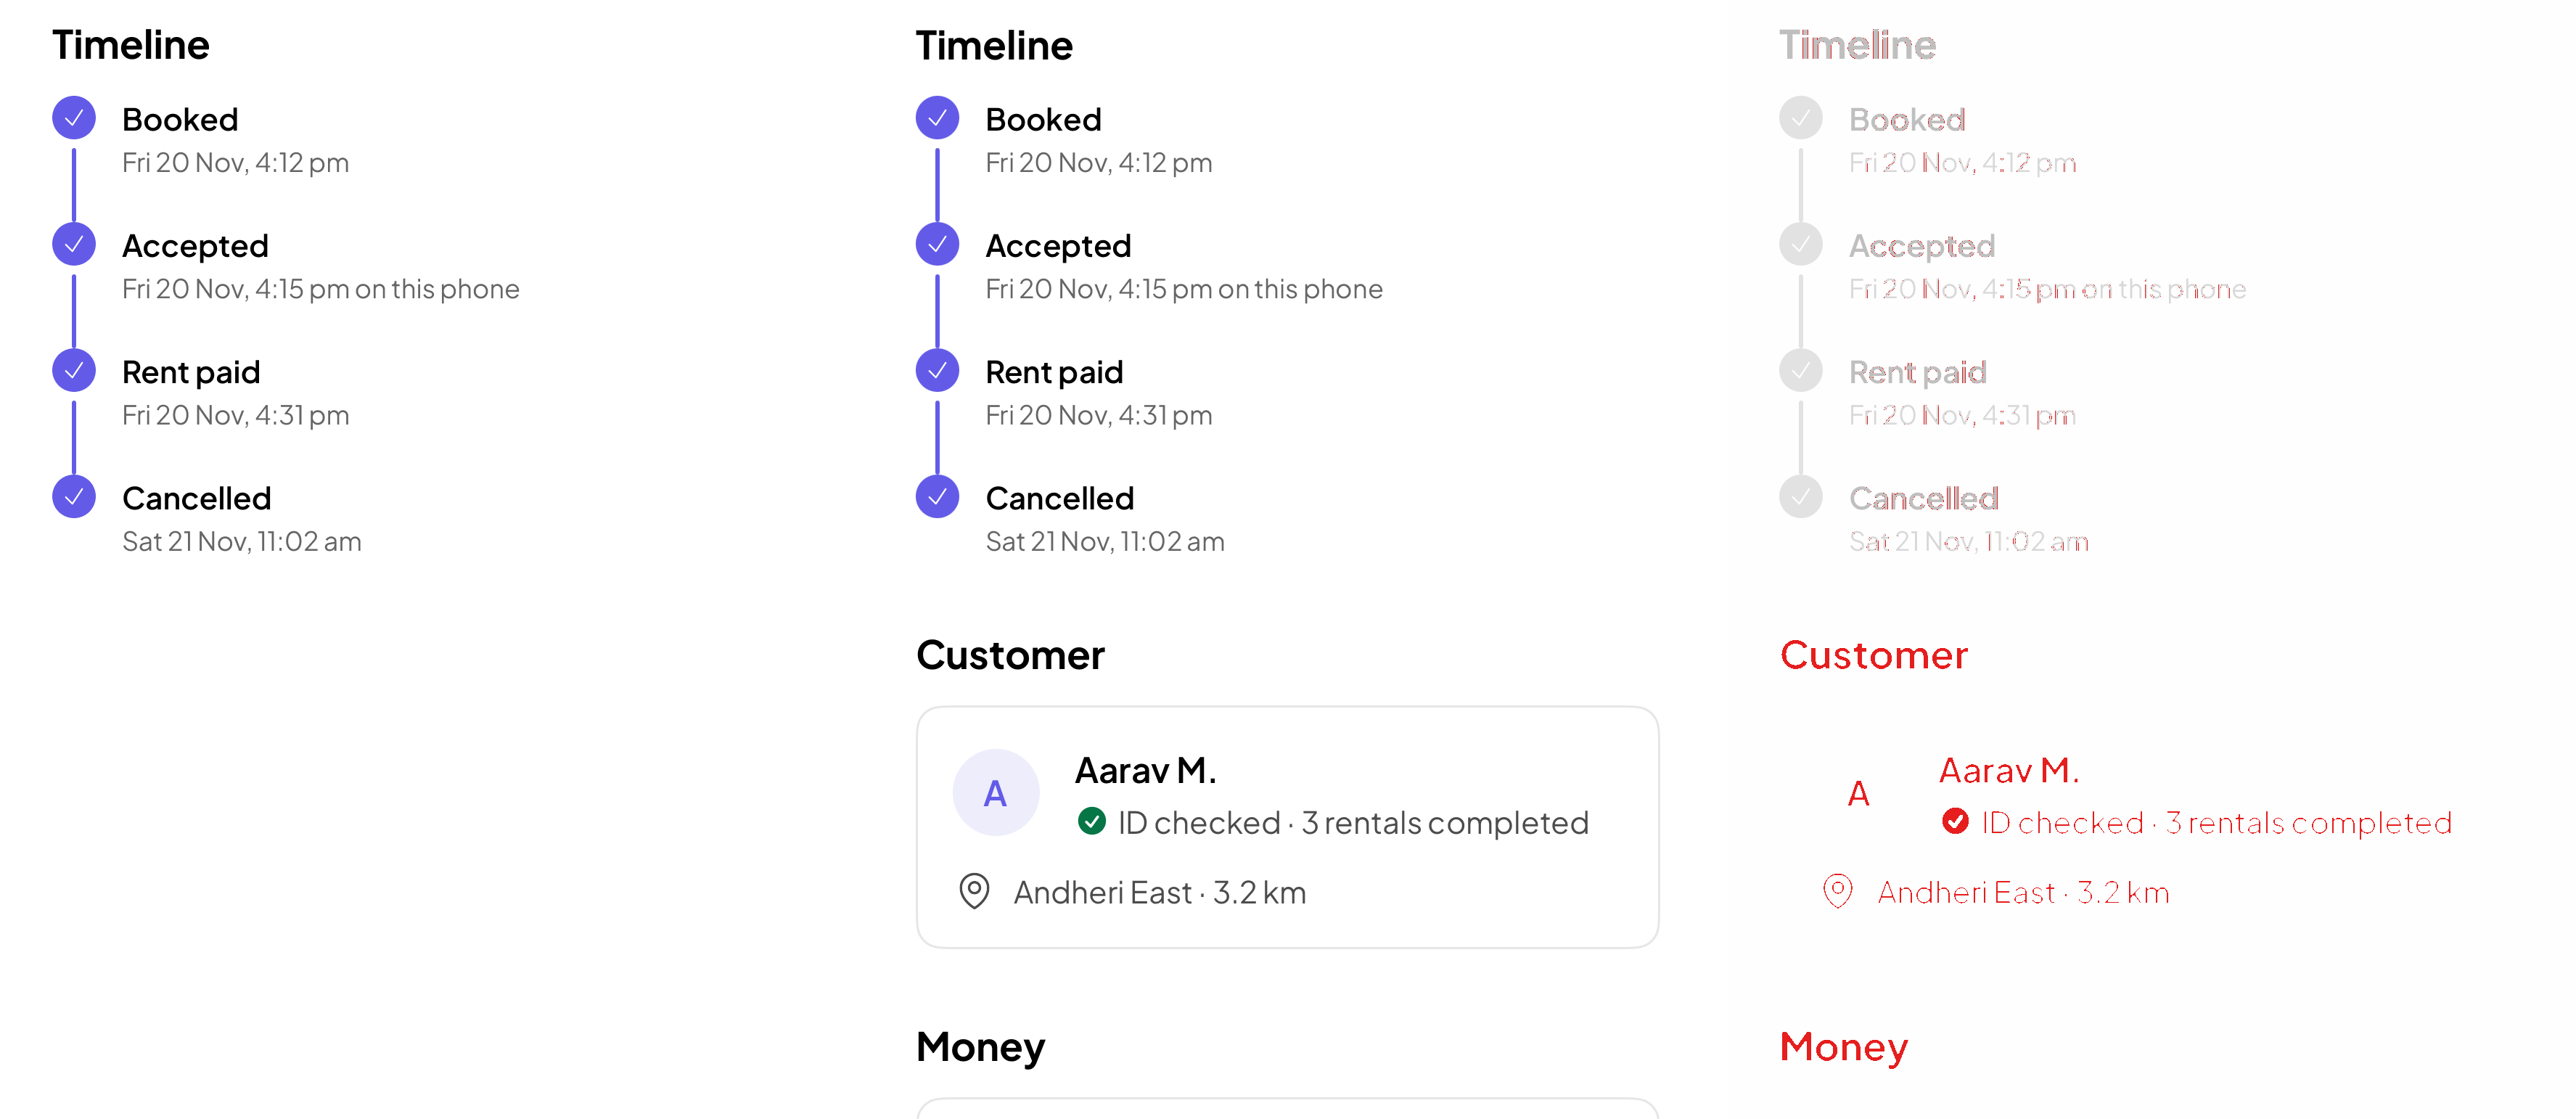 Timeline
Booked
Fri 20 Nov, 4:12 pm
Accepted
Fri 20 Nov, 4:15 pm on this phone
Rent paid
Fri 20 Nov, 4:31 pm
Cancelled
Sat 21 Nov, 11:02 am
Timeline
Booked
Fri 20 Nov, 4:12 pm
Accepted
Fri 20 Nov, 4:15 pm on this phone
Rent paid
Fri 20 Nov, 4:31 pm
Cancelled
Sat 21 Nov, 11:02 am
Customer
A
Aarav M.
ID checked · 3 rentals completed
Andheri East · 3.2 km
Money
Timeline
Booked
Fri 20 Nov, 4:12 pm
Accepted
Fri 20 Nov, 4:15 pm on this phone
Rent paid
Fri 20 Nov, 4:31 pm
Cancelled
Sat 21 Nov, 11:02 am
Customer
A
Aarav M.
ID checked · 3 rentals completed
Andheri East · 3.2 km
Money